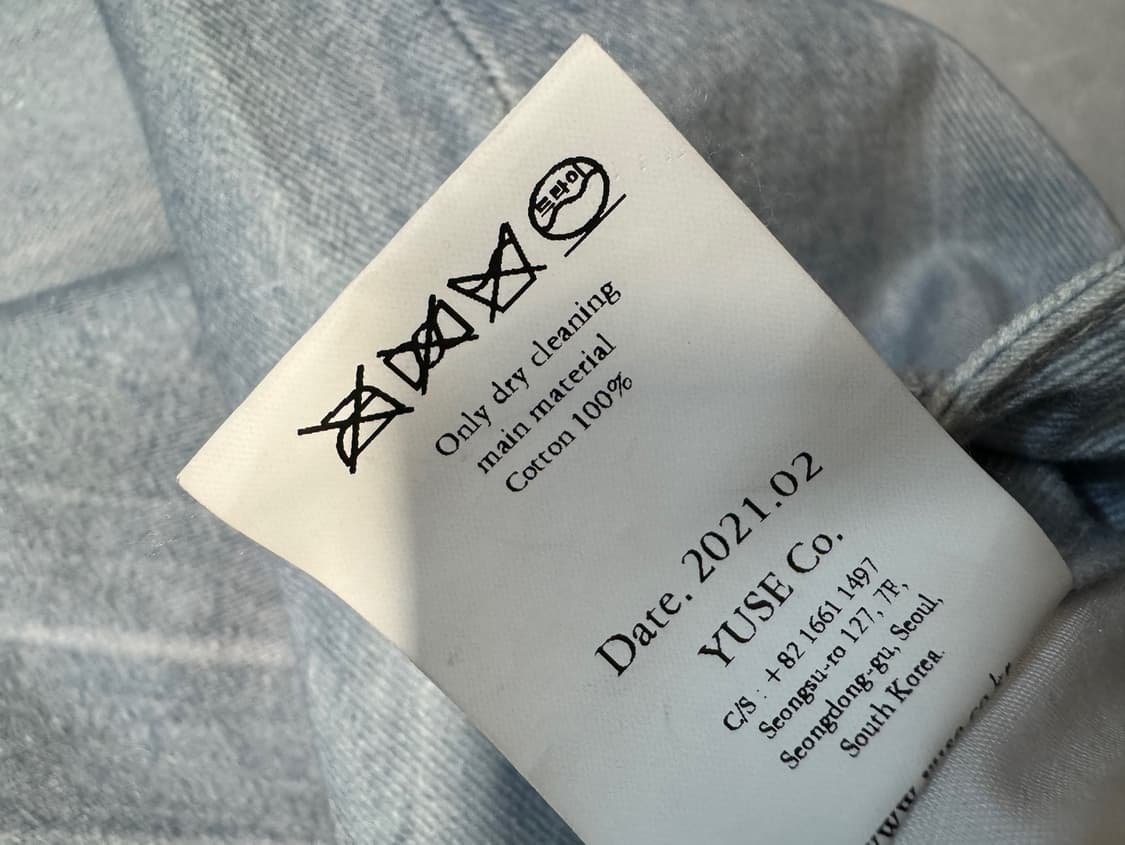 드라이
Only dry cleaning
main material
Cotton 100%
Date. 2021.02
YUSE Co.
C/S : +82 1661 1497
Seongsu-ro 127, 7F,
Seongdong-gu, Seoul,
South Korea.